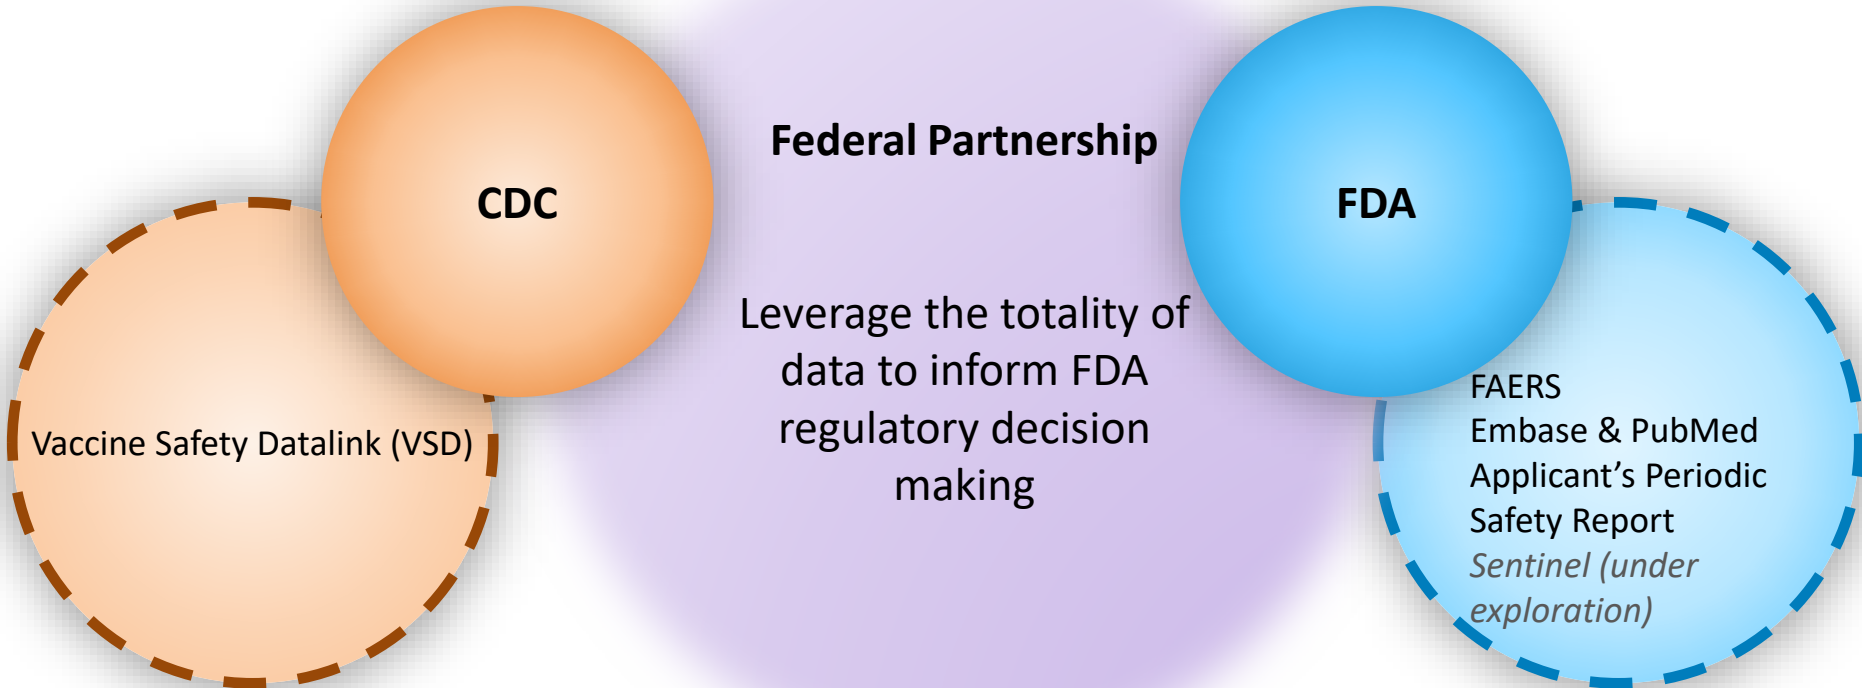 Federal Partnership
CDC
FDA
Leverage the totality of
data to inform FDA
regulatory decision
making
Vaccine Safety Datalink (VSD)
FAERS
Embase & PubMed
Applicant’s Periodic
Safety Report
Sentinel (under
exploration)